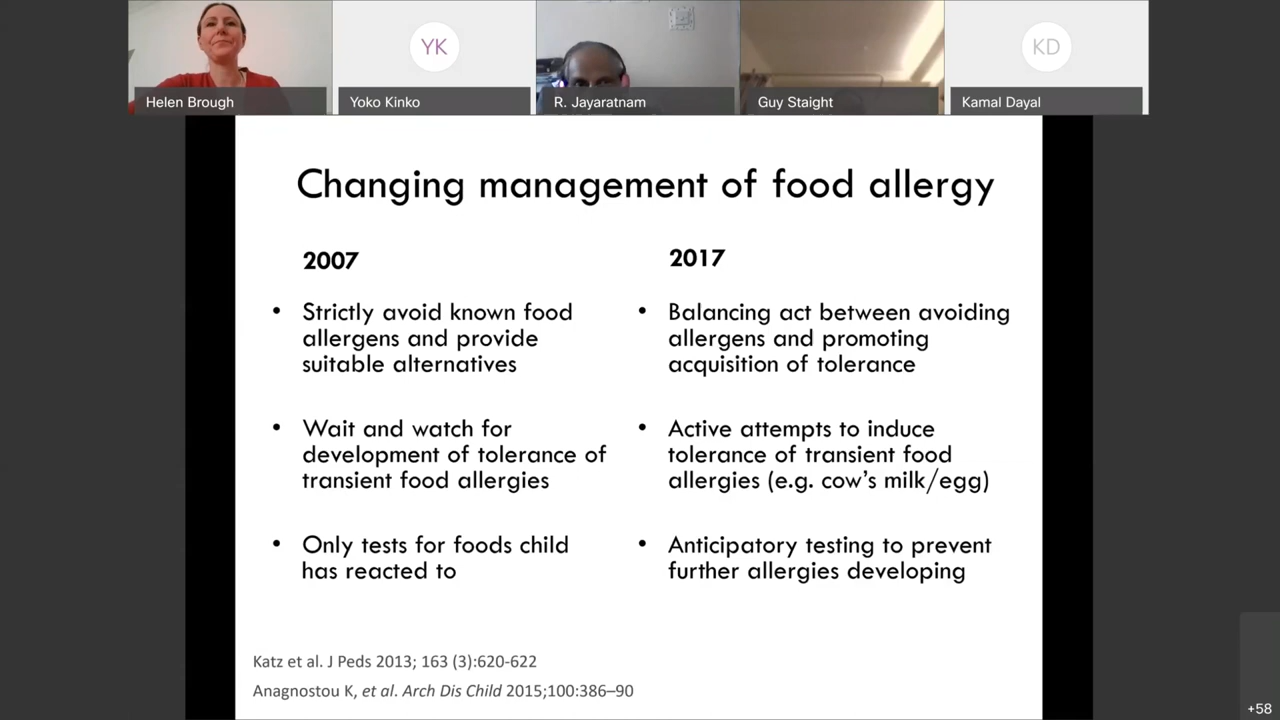 YK
KD
Helen Brough
Yoko Kinko
R. Jayaratnam
Guy Staight
Kamal Dayal
Changing management of food allergy
2007
• Strictly avoid known food
allergens and provide
suitable alternatives
• Wait and watch for
development of tolerance of
transient food allergies
• Only tests for foods child
has reacted to
2017
• Balancing act between avoiding
allergens and promoting
acquisition of tolerance
• Active attempts to induce
tolerance of transient food
allergies (e.g. cow's milk/egg)
• Anticipatory testing to prevent
further allergies developing
Katz et al. J Peds 2013; 163 (3):620-622
Anagnostou K, et al. Arch Dis Child 2015;100:386–90
+58